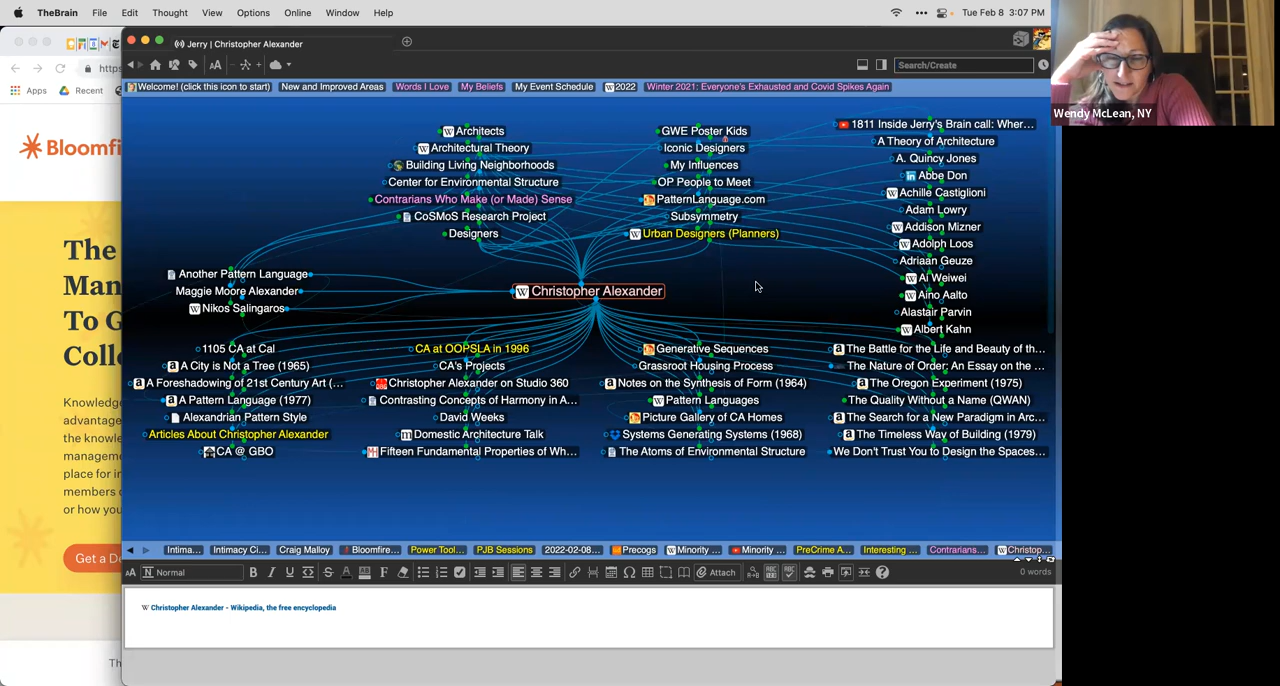 TheBrain File Edit Thought View Options Online Window Help
Tue Feb 8 3:07 PM
Jerry | Christopher Alexander
https
Apps Recent
AA
Search/Create
Welcome! (click this icon to start) New and Improved Areas Words I Love My Beliefs My Event Schedule 2022 Winter 2021: Everyone's Exhausted and Covid Spikes Again
Wendy McLean, NY
Bloomfi
The
Man
To G
Coll
Knowled
advantag
the know
manage
place for
members
or how yo
Get a De
Th
Architects
Architectural Theory
Building Living Neighborhoods
Center for Environmental Structure
Contrarians Who Make (or Made) Sense
CoSMoS Research Project
Designers
GWE Poster Kids
Iconic Designers
My Influences
OP People to Meet
PatternLanguage.com
Subsymmetry
Urban Designers (Planners)
1811 Inside Jerry's Brain call: Wher...
A Theory of Architecture
A. Quincy Jones
Abbe Don
Achille Castiglioni
Adam Lowry
Addison Mizner
Adolph Loos
Adriaan Geuze
Ai Weiwei
Aino Aalto
Alastair Parvin
Albert Kahn
Another Pattern Language
Maggie Moore Alexander
Nikos Salingaros
Christopher Alexander
1105 CA at Cal
A City is Not a Tree (1965)
A Foreshadowing of 21st Century Art (...
A Pattern Language (1977)
Alexandrian Pattern Style
Articles About Christopher Alexander
CA @ GBO
CA at OOPSLA in 1996
CA's Projects
Christopher Alexander on Studio 360
Contrasting Concepts of Harmony in A...
David Weeks
Domestic Architecture Talk
Fifteen Fundamental Properties of Wh...
Generative Sequences
Grassroot Housing Process
Notes on the Synthesis of Form (1964)
Pattern Languages
Picture Gallery of CA Homes
Systems Generating Systems (1968)
The Atoms of Environmental Structure
The Battle for the Life and Beauty of th...
The Nature of Order: An Essay on the ...
The Oregon Experiment (1975)
The Quality Without a Name (QWAN)
The Search for a New Paradigm in Arc...
The Timeless Way of Building (1979)
We Don't Trust You to Design the Spaces...
Intima... Intimacy Ci... Craig Malloy Bloomfire... Power Tool... PJB Sessions 2022-02-08... Precogs Minority ... Minority ... PreCrime A... Interesting ... Contrarians... Christop...
AA N Normal B I U S A F Attach 0 words
W Christopher Alexander - Wikipedia, the free encyclopedia